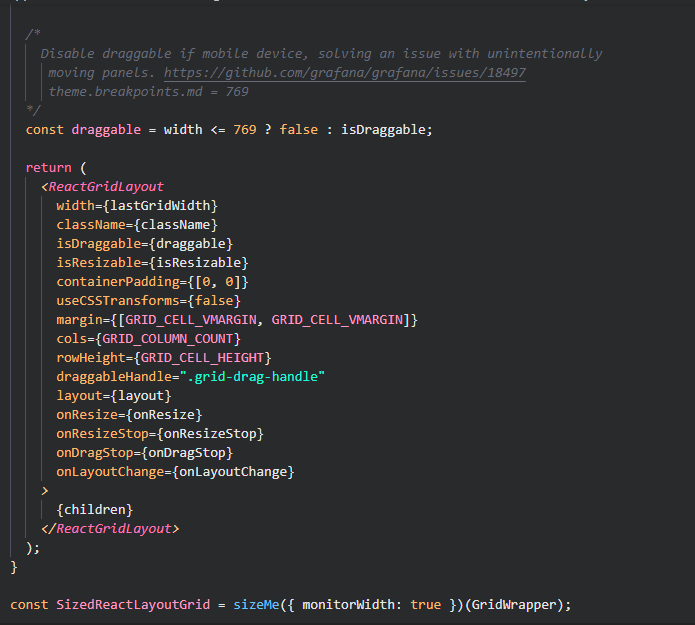 /*
Disable draggable if mobile device, solving an issue with unintentionally
moving panels. https://github.com/grafana/grafana/issues/18497
theme.breakpoints.md = 769
*/
const draggable = width <= 769 ? false : isDraggable;
return (
<ReactGridLayout
width={lastGridWidth}
className={className}
isDraggable={draggable}
isResizable={isResizable}
containerPadding={[0, 0]}
useCSSTransforms={false}
margin={[GRID_CELL_VMARGIN, GRID_CELL_VMARGIN]}
cols={GRID_COLUMN_COUNT}
rowHeight={GRID_CELL_HEIGHT}
draggableHandle=".grid-drag-handle"
layout={layout}
onResize={onResize}
onResizeStop={onResizeStop}
onDragStop={onDragStop}
onLayoutChange={onLayoutChange}
>
{children}
</ReactGridLayout>
);
}
const SizedReactLayoutGrid = sizeMe({ monitorWidth: true })(GridWrapper);